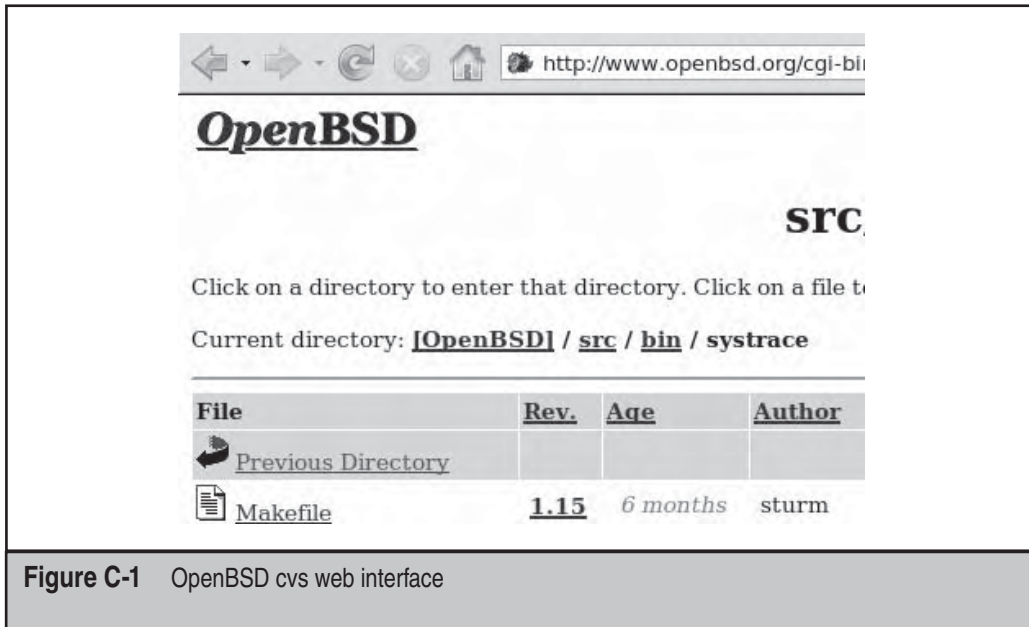 http://www.openbsd.org/cgi-bi
OpenBSD
src
Click on a directory to enter that directory. Click on a file t
Current directory: [OpenBSD] / src / bin / systrace
File Rev. Age Author
Previous Directory
Makefile 1.15 6 months sturm
Figure C-1 OpenBSD cvs web interface